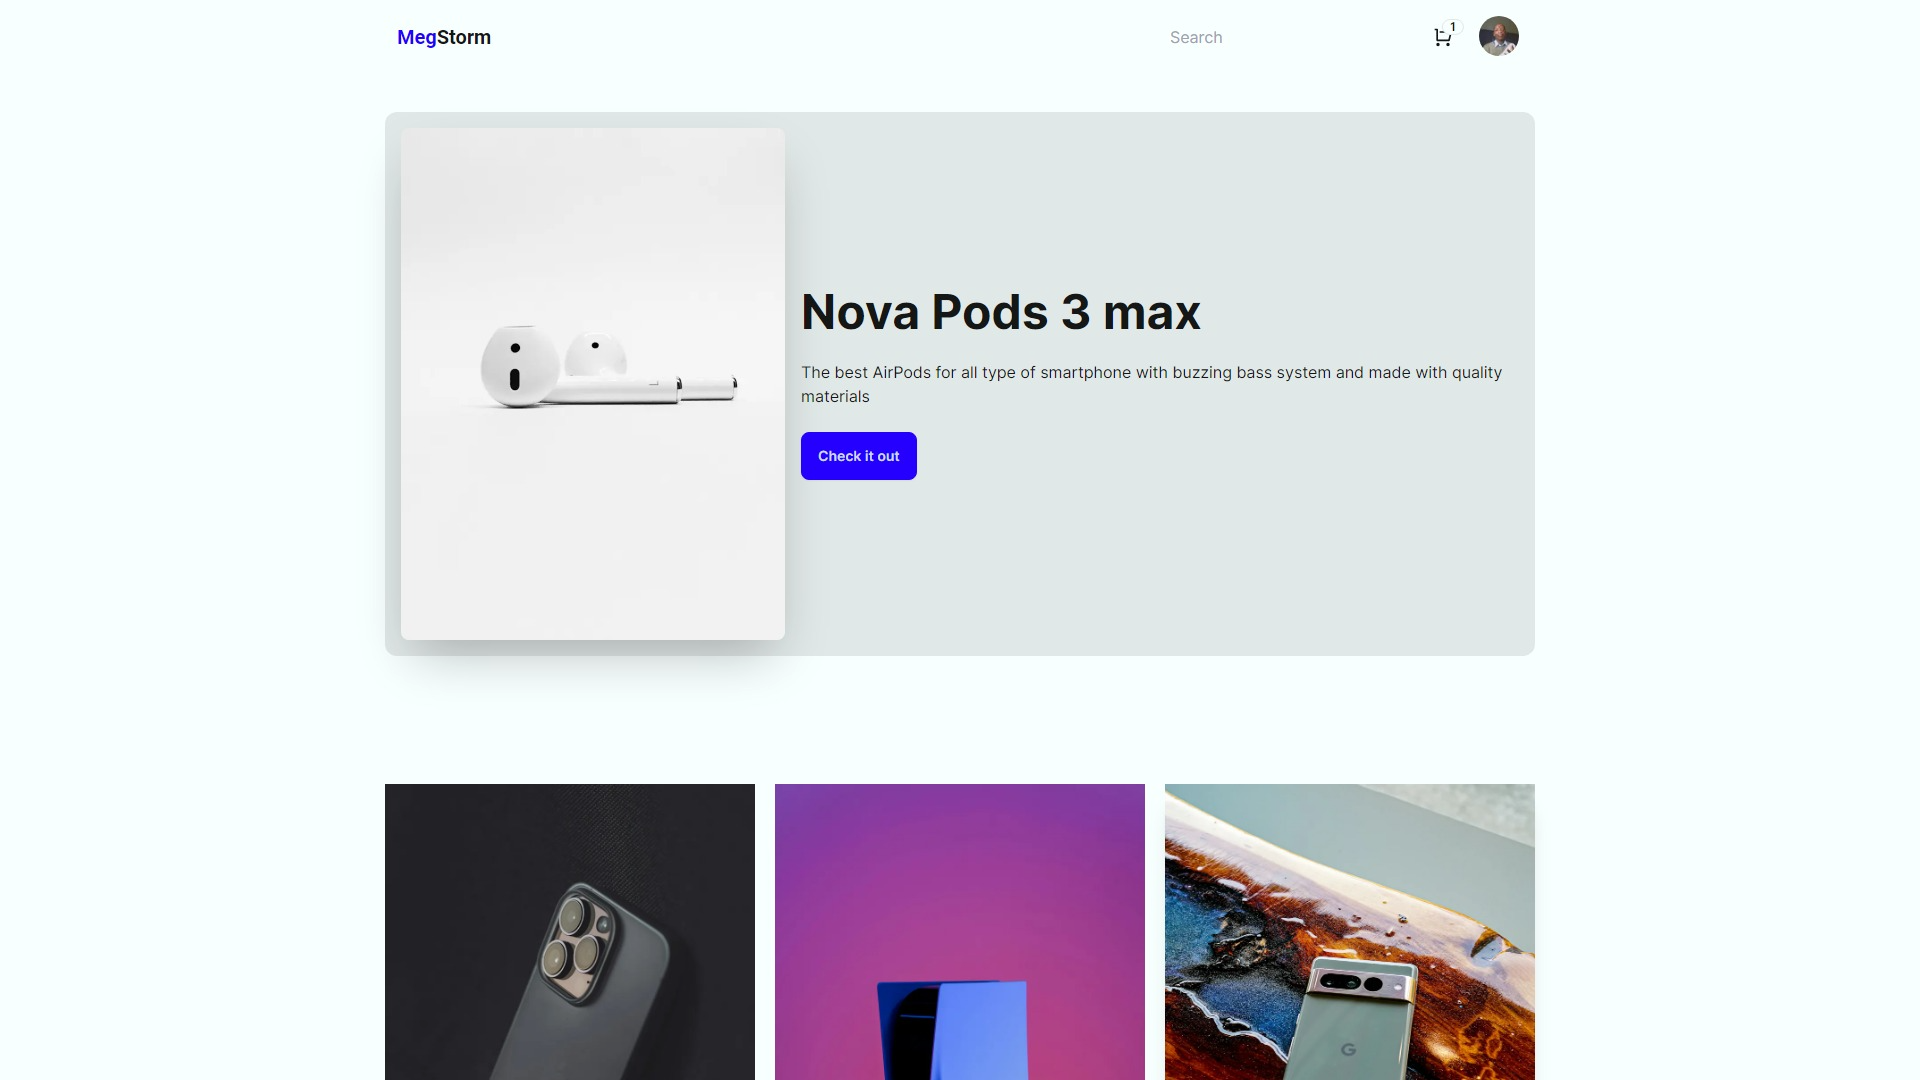 MegStorm
Search
1
Nova Pods 3 max
The best AirPods for all type of smartphone with buzzing bass system and made with quality
materials
Check it out
G